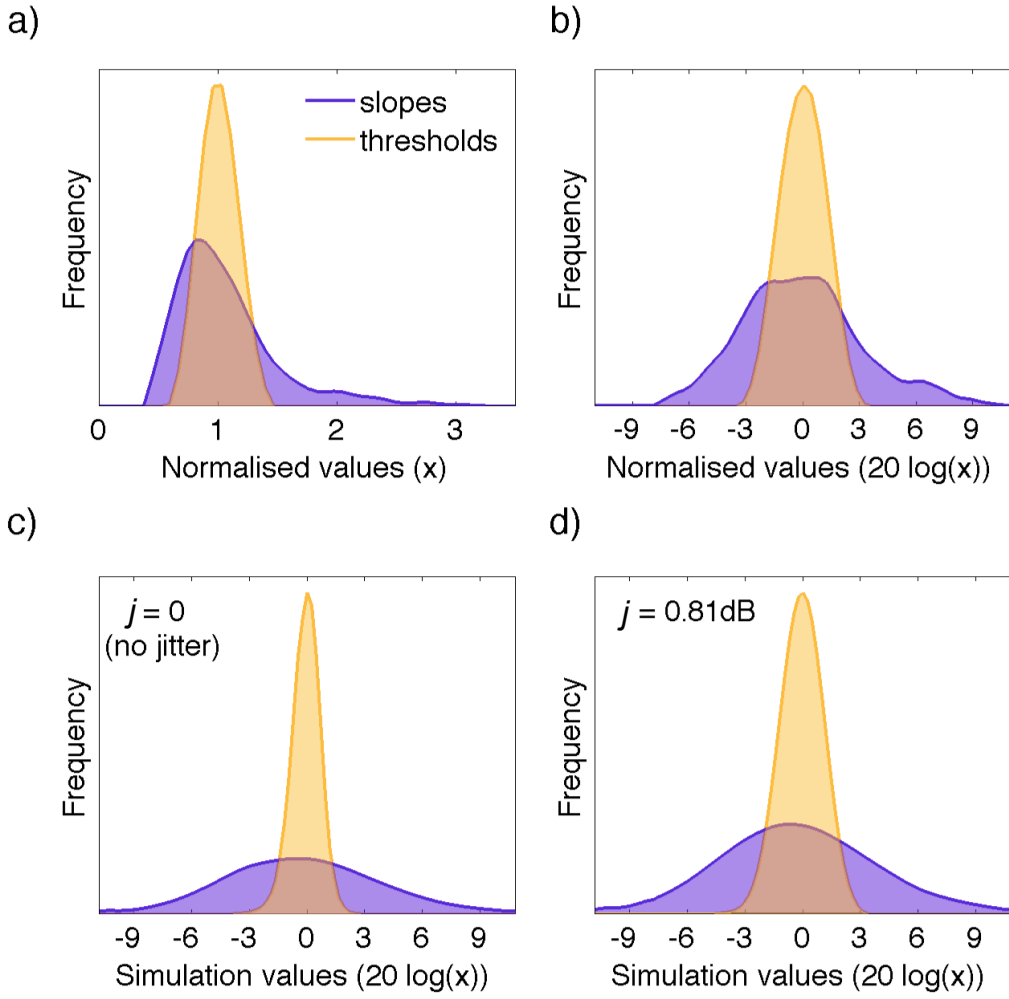 a)
slopes
thresholds
Frequency
0 1 2 3
Normalised values (x)
b)
Frequency
-9 -6 -3 0 3 6 9
Normalised values (20 log(x))
c)
j = 0
(no jitter)
Frequency
-9 -6 -3 0 3 6 9
Simulation values (20 log(x))
d)
j = 0.81dB
Frequency
-9 -6 -3 0 3 6 9
Simulation values (20 log(x))